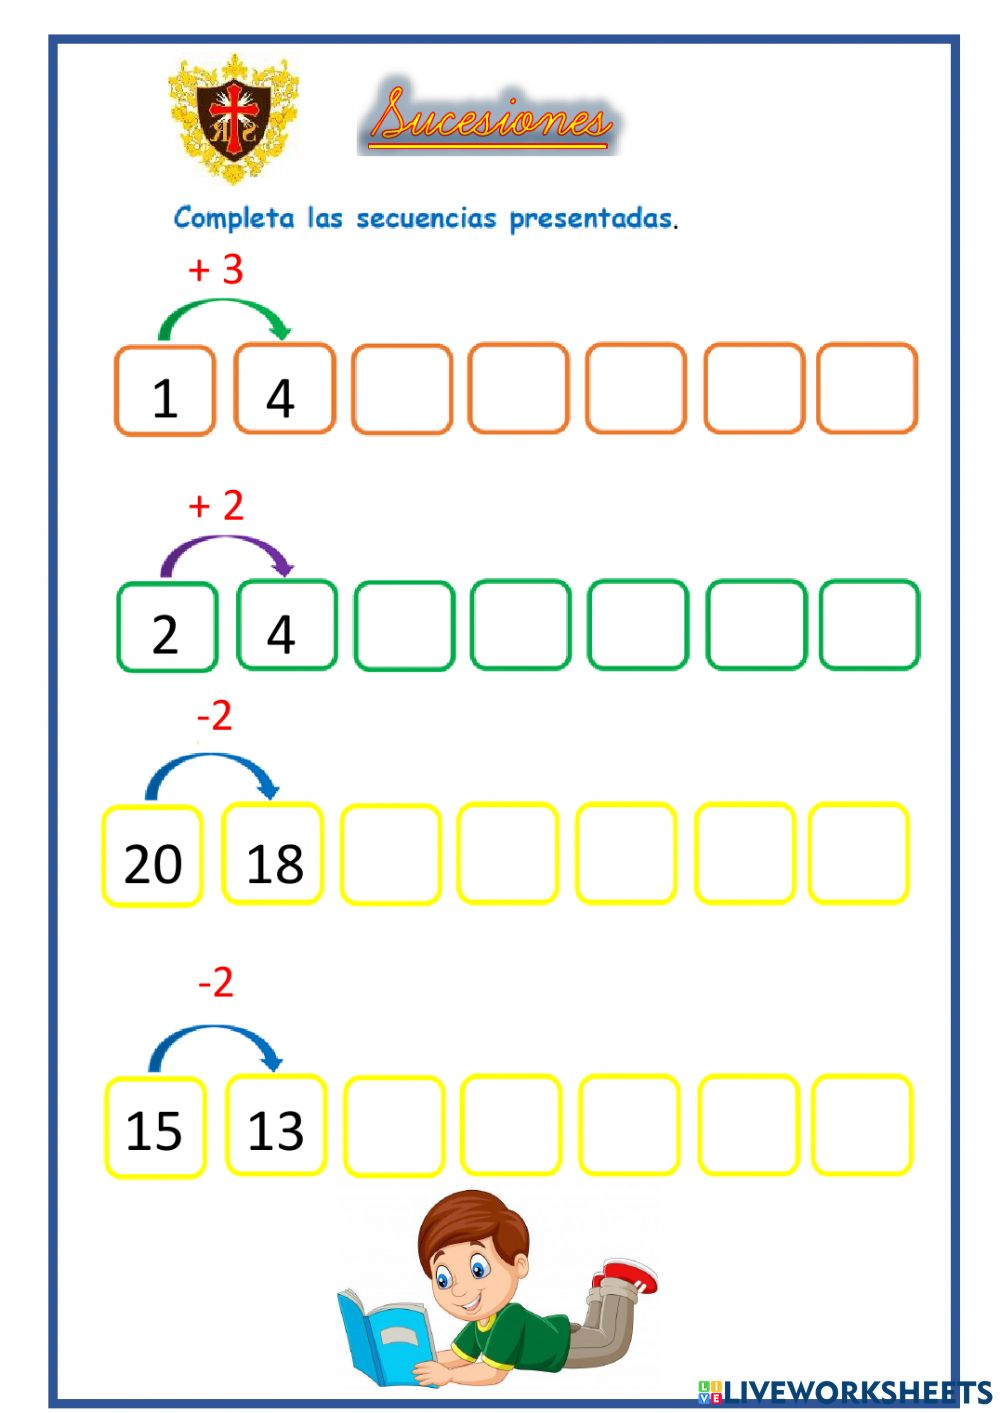 Sucesiones
Completa las secuencias presentadas.
+ 3
1 4
+ 2
2 4
-2
20 18
-2
15 13
LIVEWORKSHEETS